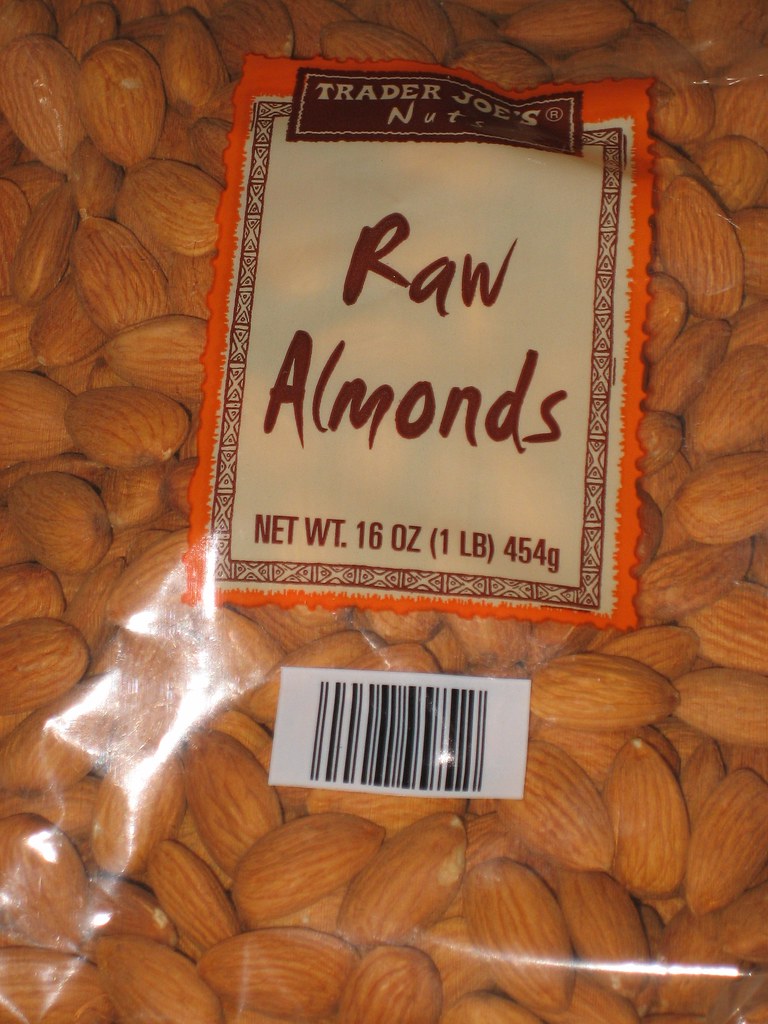 TRADER JOE'S®
Nuts
Raw
Almonds
NET WT. 16 OZ (1 LB) 454g